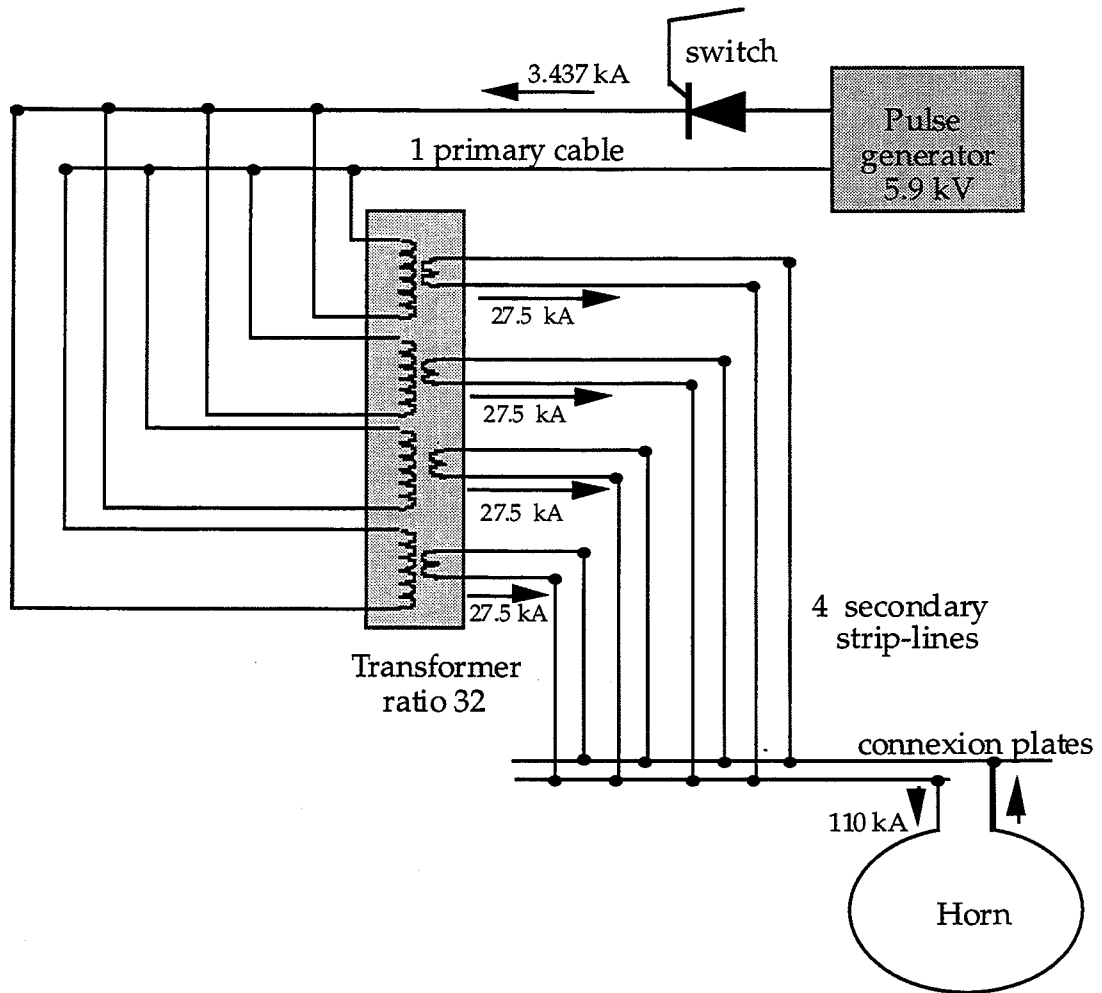 switch
3.437 kA
Pulse
generator
5.9 kV
1 primary cable
27.5 kA
27.5 kA
27.5 kA
27.5 kA
4 secondary
strip-lines
Transformer
ratio 32
connexion plates
110 kA
Horn